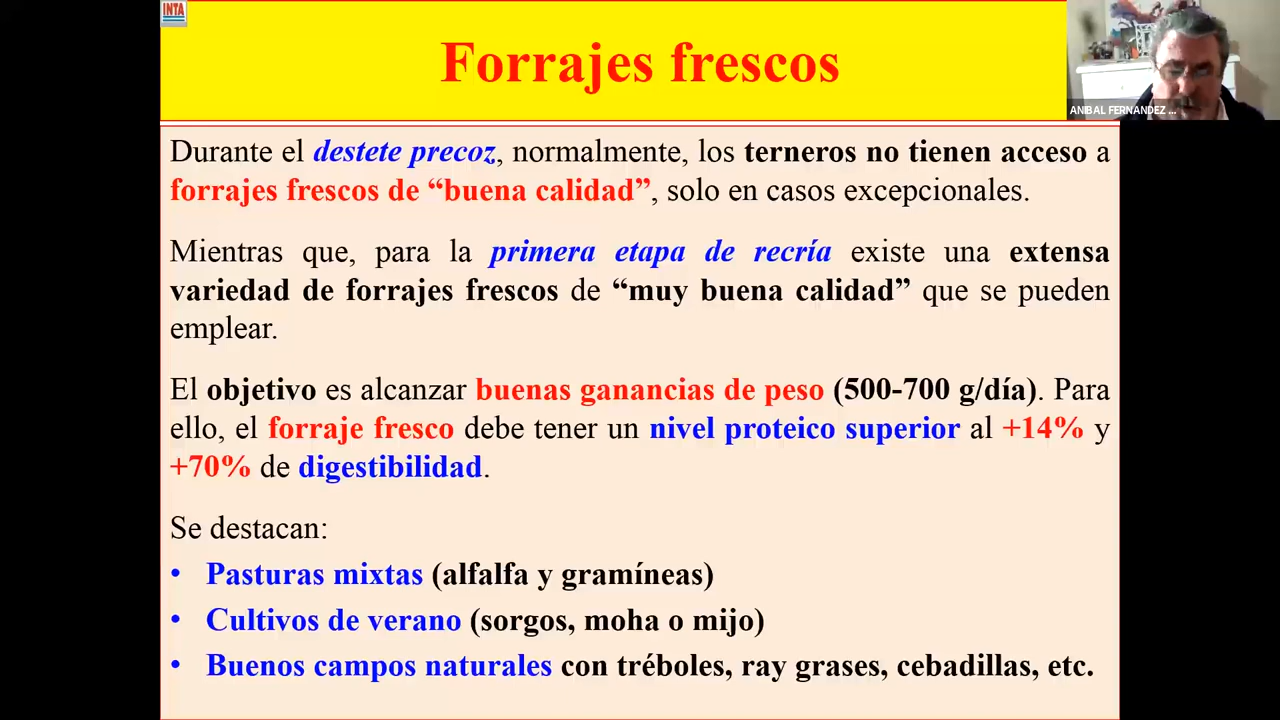 INTA
Forrajes frescos
ANIBAL FERNANDEZ ...
Durante el destete precoz, normalmente, los terneros no tienen acceso a
forrajes frescos de “buena calidad”, solo en casos excepcionales.
Mientras que, para la primera etapa de recría existe una extensa
variedad de forrajes frescos de “muy buena calidad” que se pueden
emplear.
El objetivo es alcanzar buenas ganancias de peso (500-700 g/día). Para
ello, el forraje fresco debe tener un nivel proteico superior al +14% y
+70% de digestibilidad.
Se destacan:
• Pasturas mixtas (alfalfa y gramíneas)
• Cultivos de verano (sorgos, moha o mijo)
• Buenos campos naturales con tréboles, ray grases, cebadillas, etc.